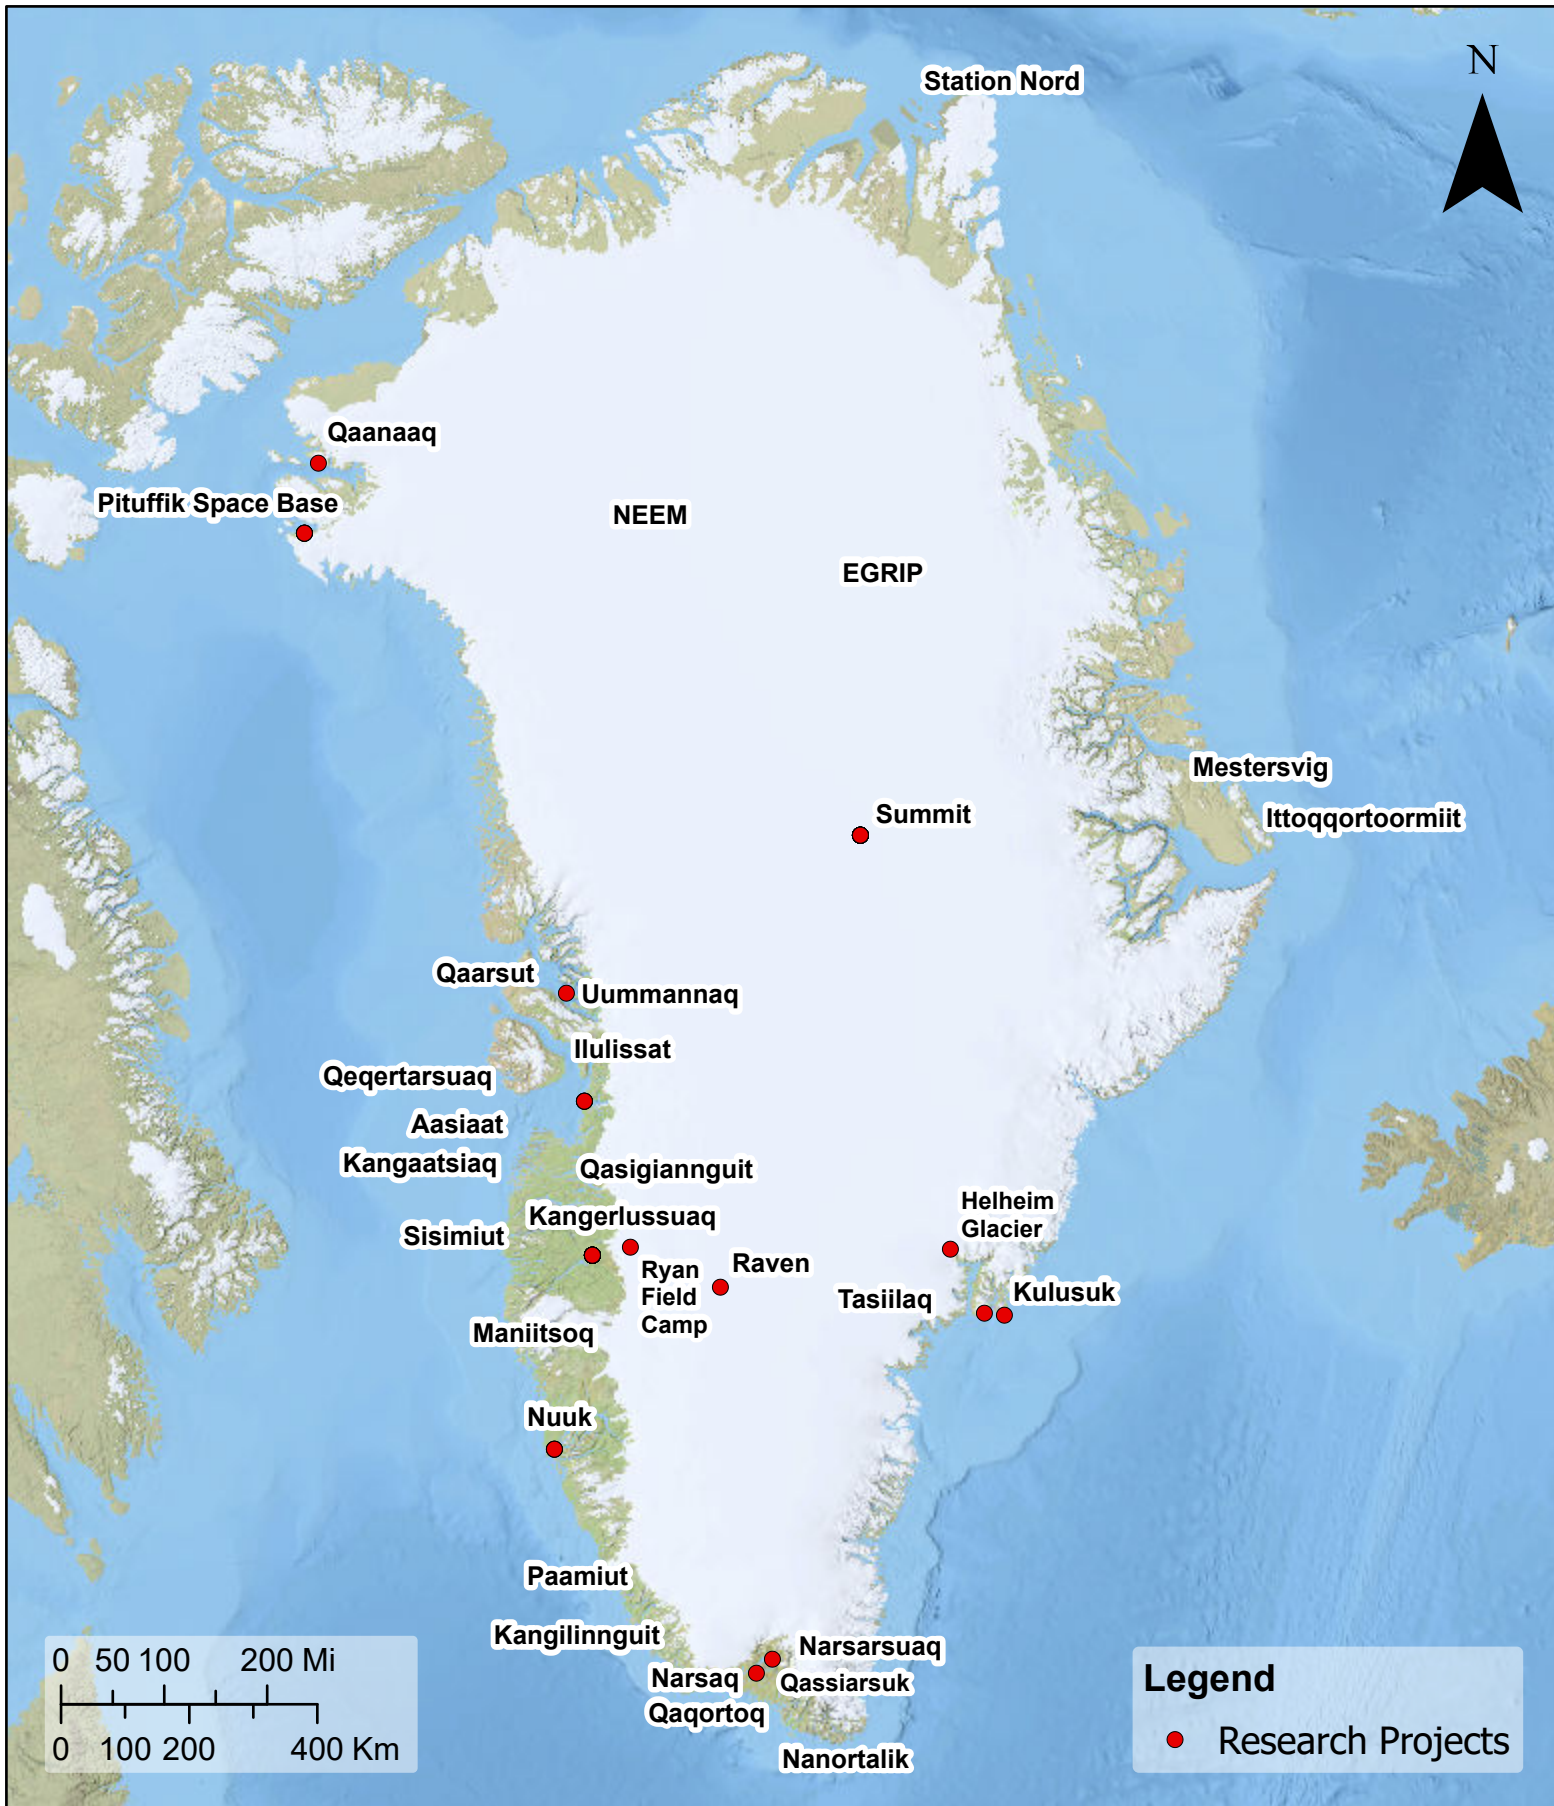 Station Nord
N
Qaanaaq
Pituffik Space Base
NEEM
EGRIP
Mestersvig
Summit
Ittoqqortoormiit
Qaarsut
Uummannaq
Ilulissat
Qeqertarsuaq
Aasiaat
Kangaatsiaq
Qasigiannguit
Helheim
Glacier
Kangerlussuaq
Sisimiut
Ryan
Field
Camp
Raven
Tasiilaq
Kulusuk
Maniitsoq
Nuuk
Paamiut
Kangilinnguit
Narsarsuaq
Narsaq
Qassiarsuk
Qaqortoq
Nanortalik
0 50 100 200 Mi
0 100 200 400 Km
Legend
Research Projects